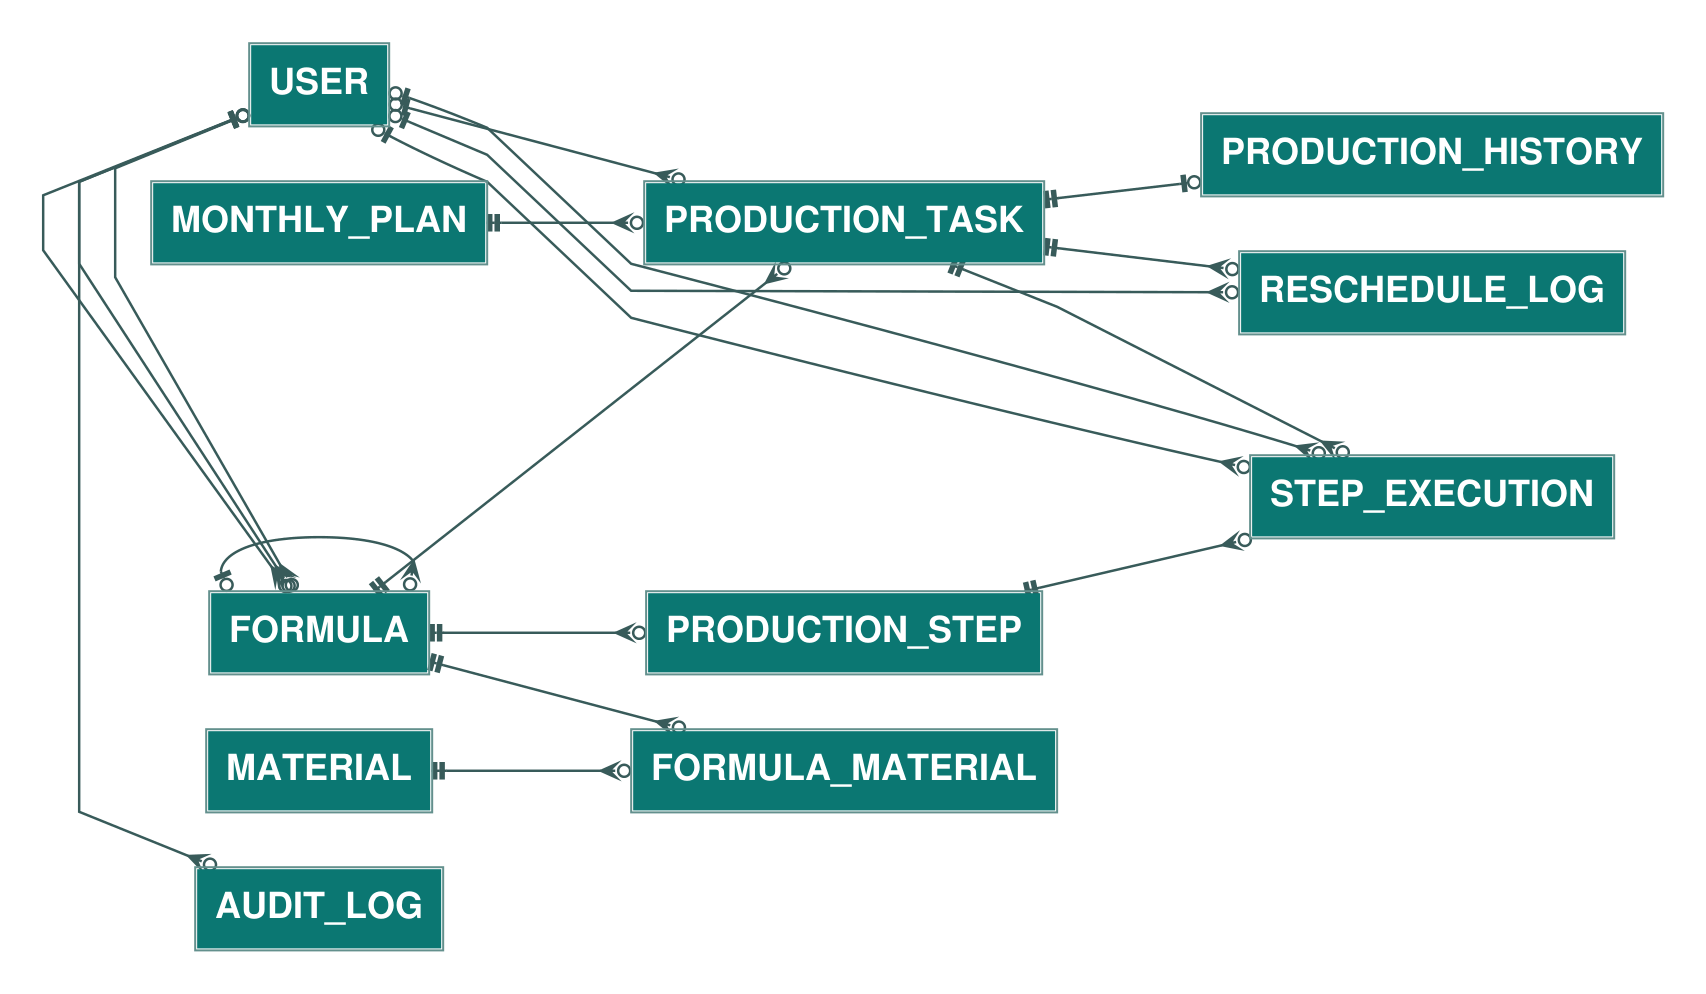 USER
PRODUCTION_HISTORY
MONTHLY_PLAN
PRODUCTION_TASK
RESCHEDULE_LOG
STEP_EXECUTION
FORMULA
PRODUCTION_STEP
MATERIAL
FORMULA_MATERIAL
AUDIT_LOG